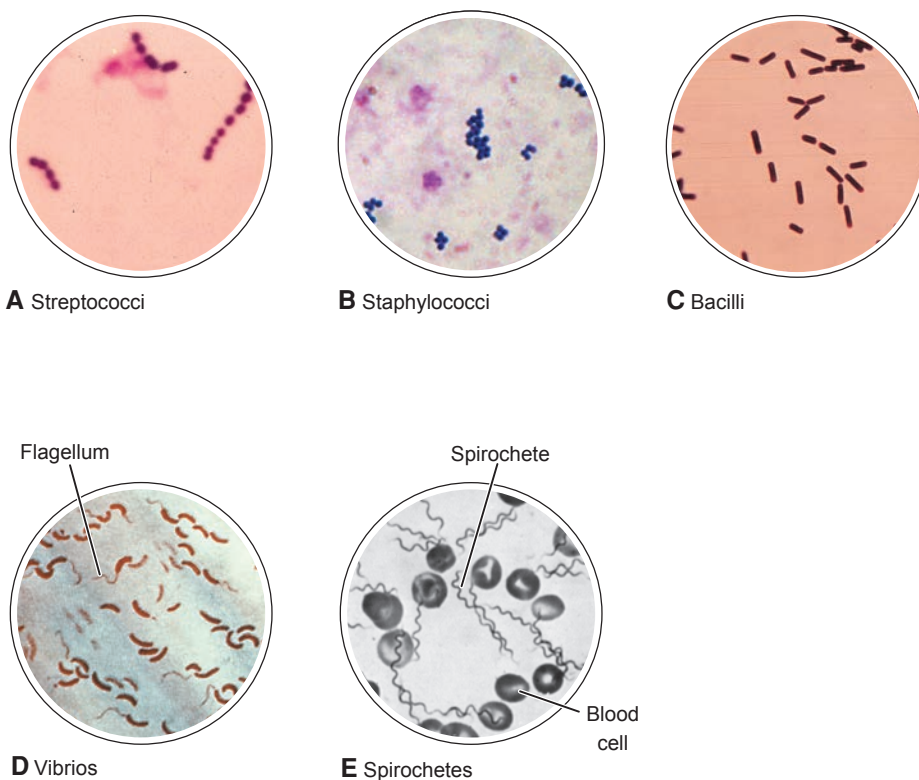 A Streptococci
B Staphylococci
C Bacilli
Flagellum
Spirochete
Blood
cell
D Vibrios
E Spirochetes